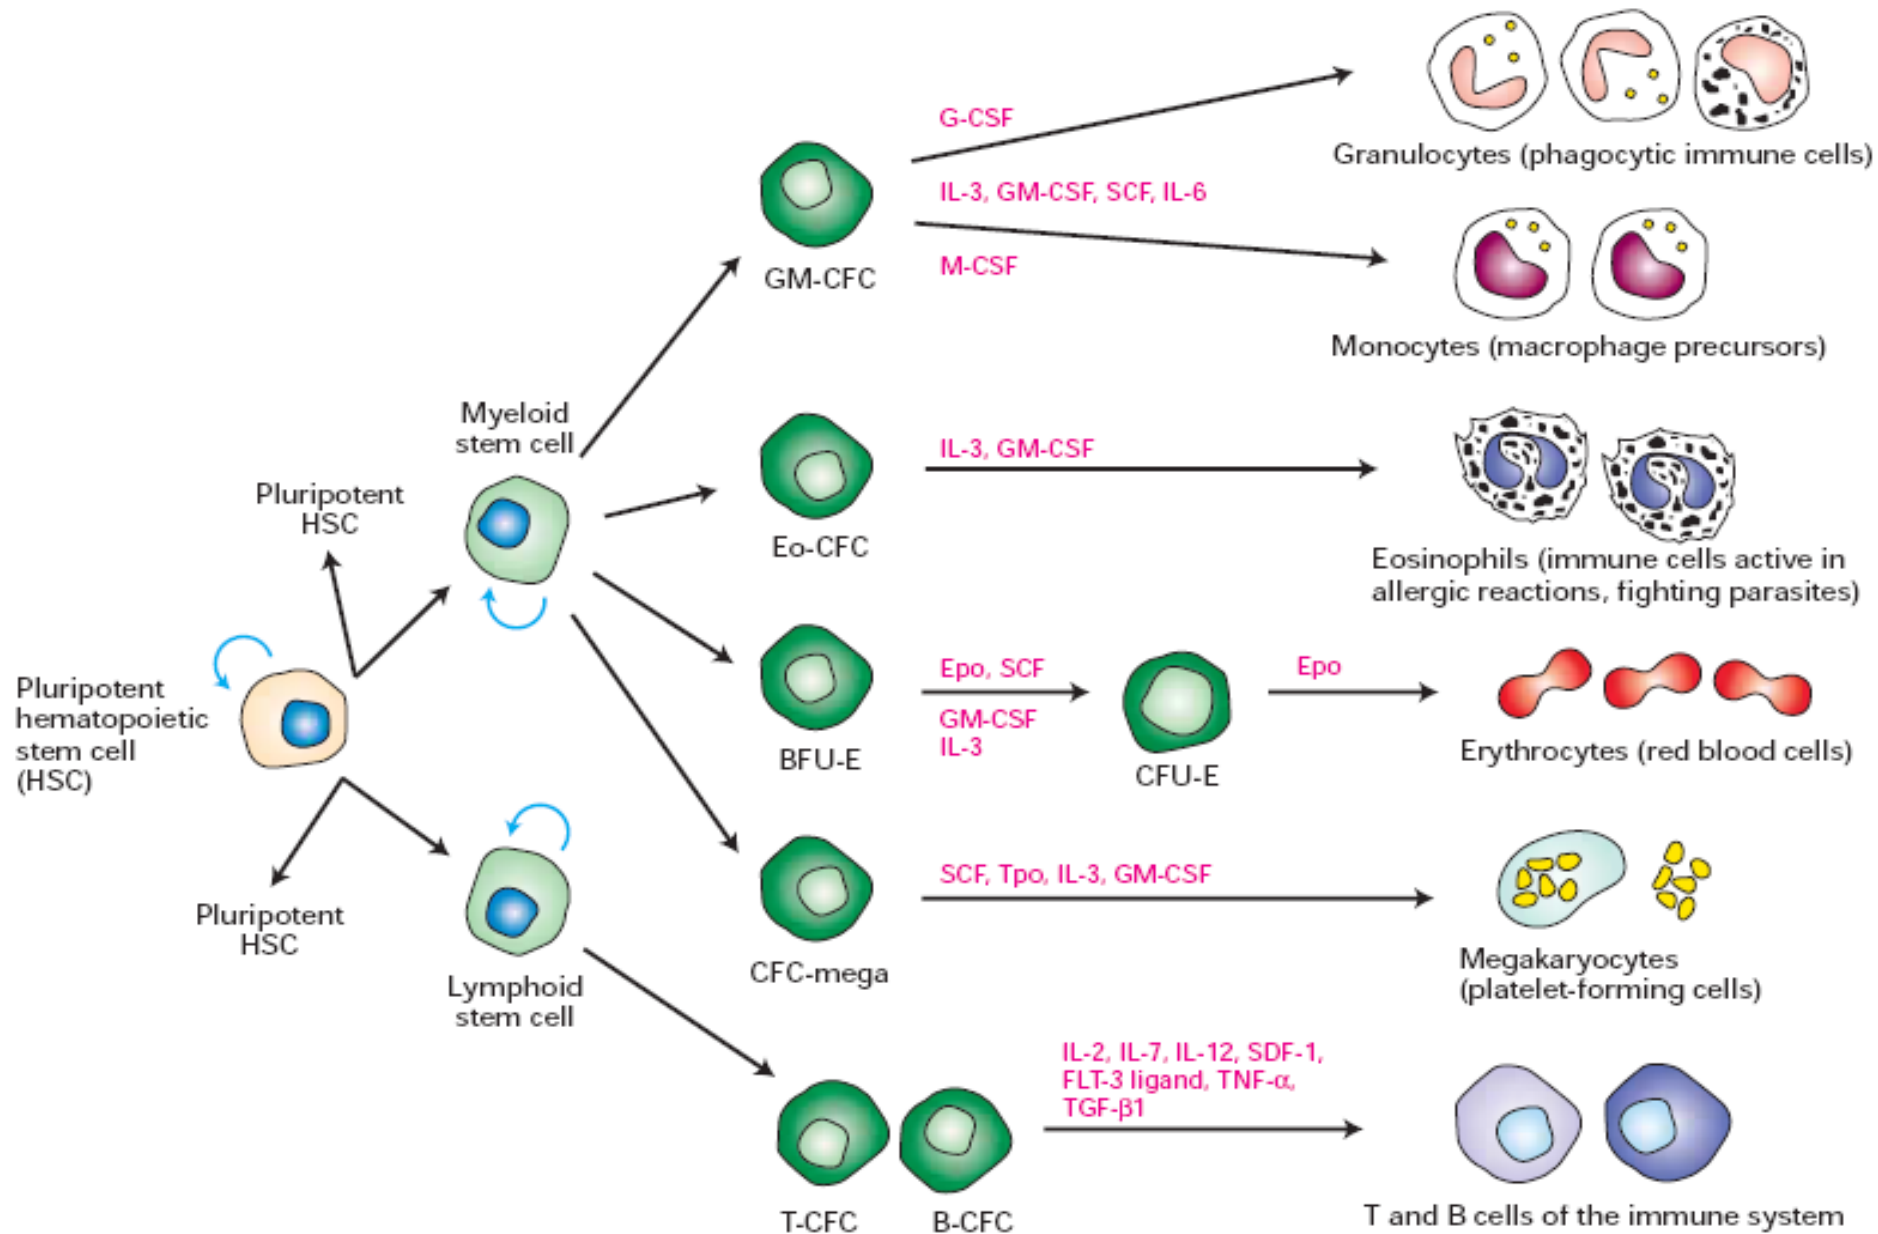 G-CSF
Granulocytes (phagocytic immune cells)
IL-3, GM-CSF, SCF, IL-6
GM-CFC
M-CSF
Monocytes (macrophage precursors)
Myeloid
stem cell
IL-3, GM-CSF
Pluripotent
HSC
Eo-CFC
Eosinophils (immune cells active in
allergic reactions, fighting parasites)
Pluripotent
hematopoietic
stem cell
(HSC)
Epo, SCF
GM-CSF
IL-3
Epo
BFU-E
CFU-E
Erythrocytes (red blood cells)
SCF, Tpo, IL-3, GM-CSF
Pluripotent
HSC
CFC-mega
Megakaryocytes
(platelet-forming cells)
Lymphoid
stem cell
IL-2, IL-7, IL-12, SDF-1,
FLT-3 ligand, TNF-α,
TGF-β1
T-CFC
B-CFC
T and B cells of the immune system